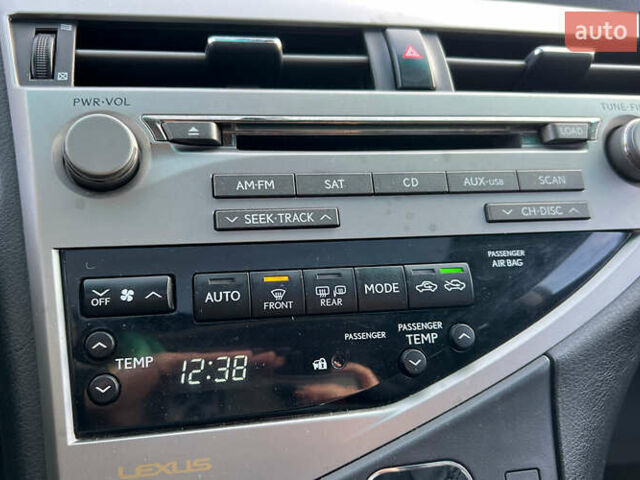 auto
PWR·VOL
TUNE·FI
LOAD
AM·FM
SAT
CD
AUX·USB
SCAN
SEEK·TRACK
CH·DISC
PASSENGER
AIR BAG
OFF
AUTO
FRONT
REAR
MODE
TEMP
12:38
PASSENGER
PASSENGER
TEMP
LEXUS